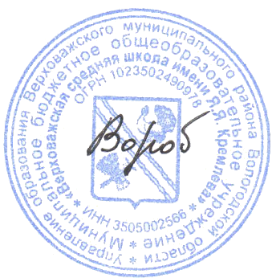 Управление образования Верховажского муниципального района Вологодской области *
Муниципальное бюджетное общеобразовательное учреждение *
«Верховажская средняя школа имени Я.Я. Кремлева»
ОГРН 1023502490978
* ИНН 3505002566 *
Вороб